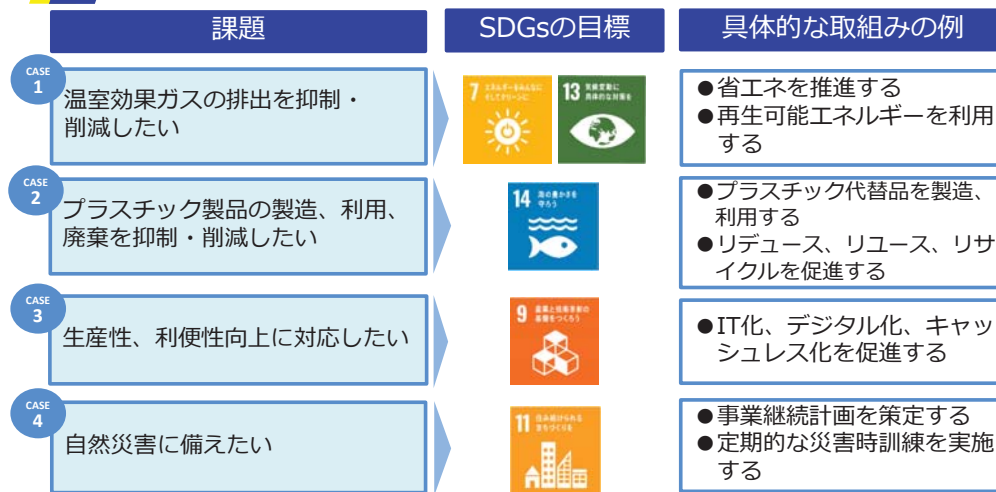 課題
SDGsの目標
具体的な取組みの例
CASE
1
温室効果ガスの排出を抑制・
削減したい
7 エネルギーをみんなに
そしてクリーンに
13 気候変動に
具体的な対策を
●省エネを推進する
●再生可能エネルギーを利用
する
CASE
2
プラスチック製品の製造、利用、
廃棄を抑制・削減したい
14 海の豊かさを
守ろう
●プラスチック代替品を製造、
利用する
●リデュース、リユース、リサ
イクルを促進する
CASE
3
生産性、利便性向上に対応したい
9 産業と技術革新の
基盤をつくろう
●IT化、デジタル化、キャッ
シュレス化を促進する
CASE
4
自然災害に備えたい
11 住み続けられる
まちづくりを
●事業継続計画を策定する
●定期的な災害時訓練を実施
する